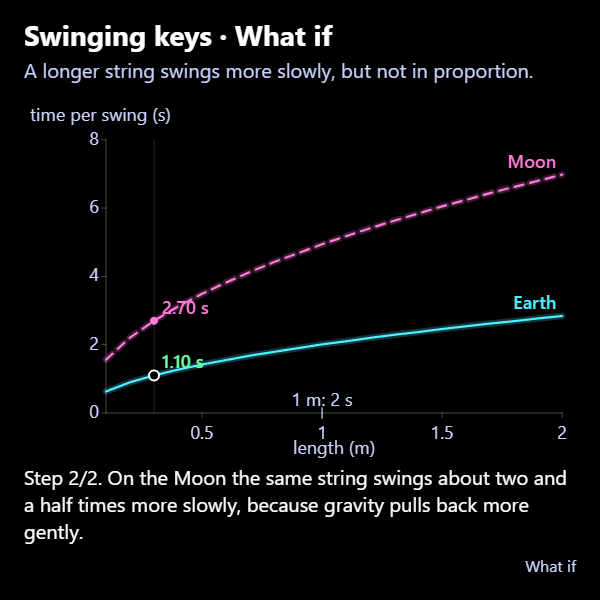 Swinging keys · What if
A longer string swings more slowly, but not in proportion.
time per swing (s)
8
Moon
6
4
2.70 s
Earth
2
1.10 s
1 m: 2 s
0
0.5
1
1.5
2
length (m)
Step 2/2. On the Moon the same string swings about two and
a half times more slowly, because gravity pulls back more
gently.
What if